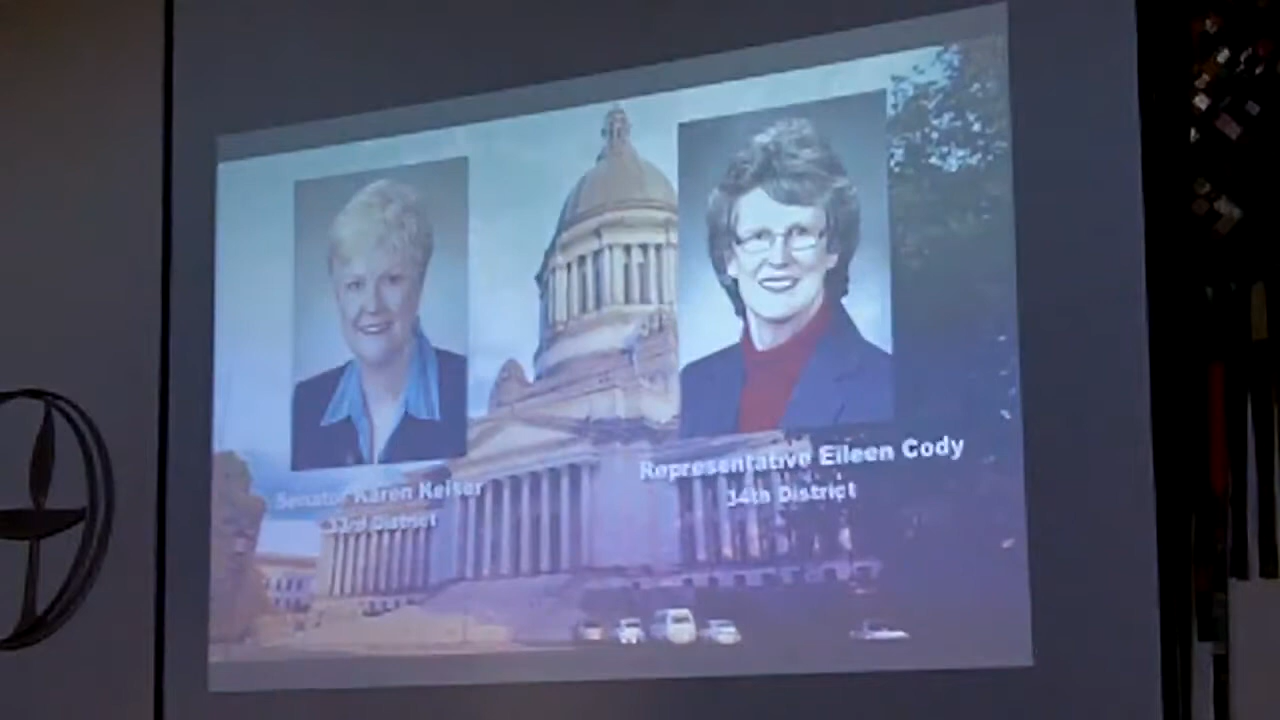 Senator Karen Keiser
33rd District
Representative Eileen Cody
34th District